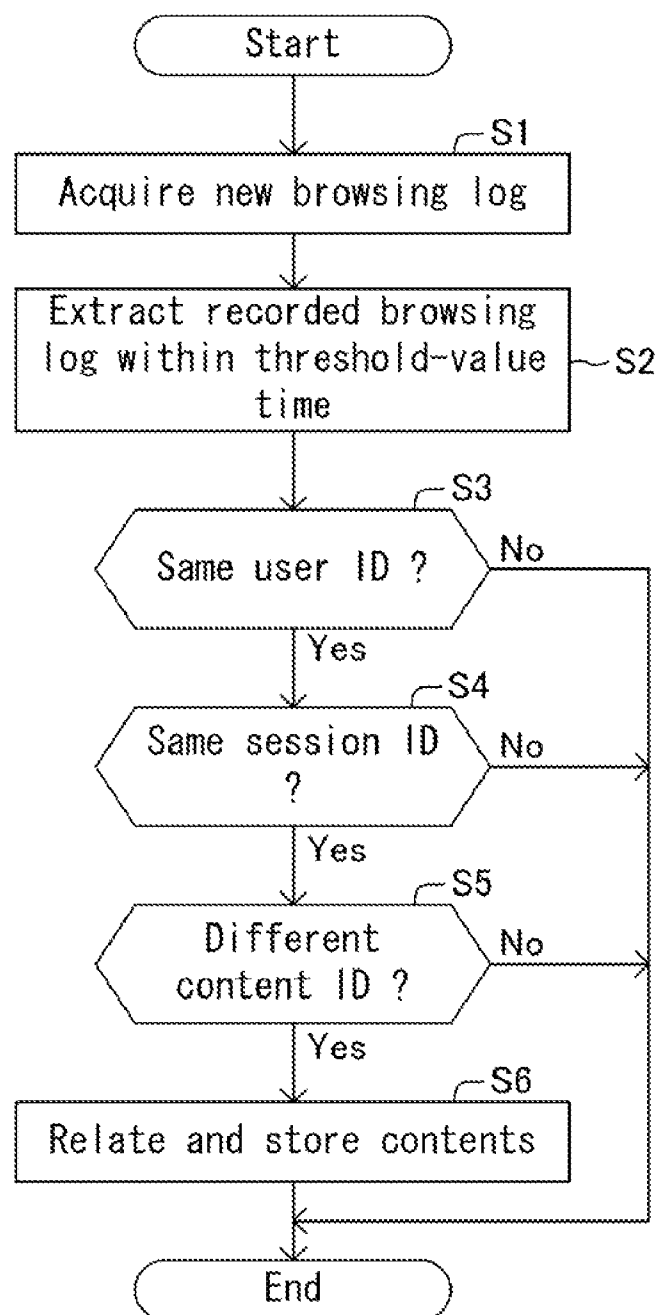 Start
S1
Acquire new browsing log
Extract recorded browsing
log within threshold-value
time
S2
S3
Same user ID ?
No
Yes
S4
Same session ID
?
No
Yes
S5
Different
content ID ?
No
Yes
S6
Relate and store contents
End